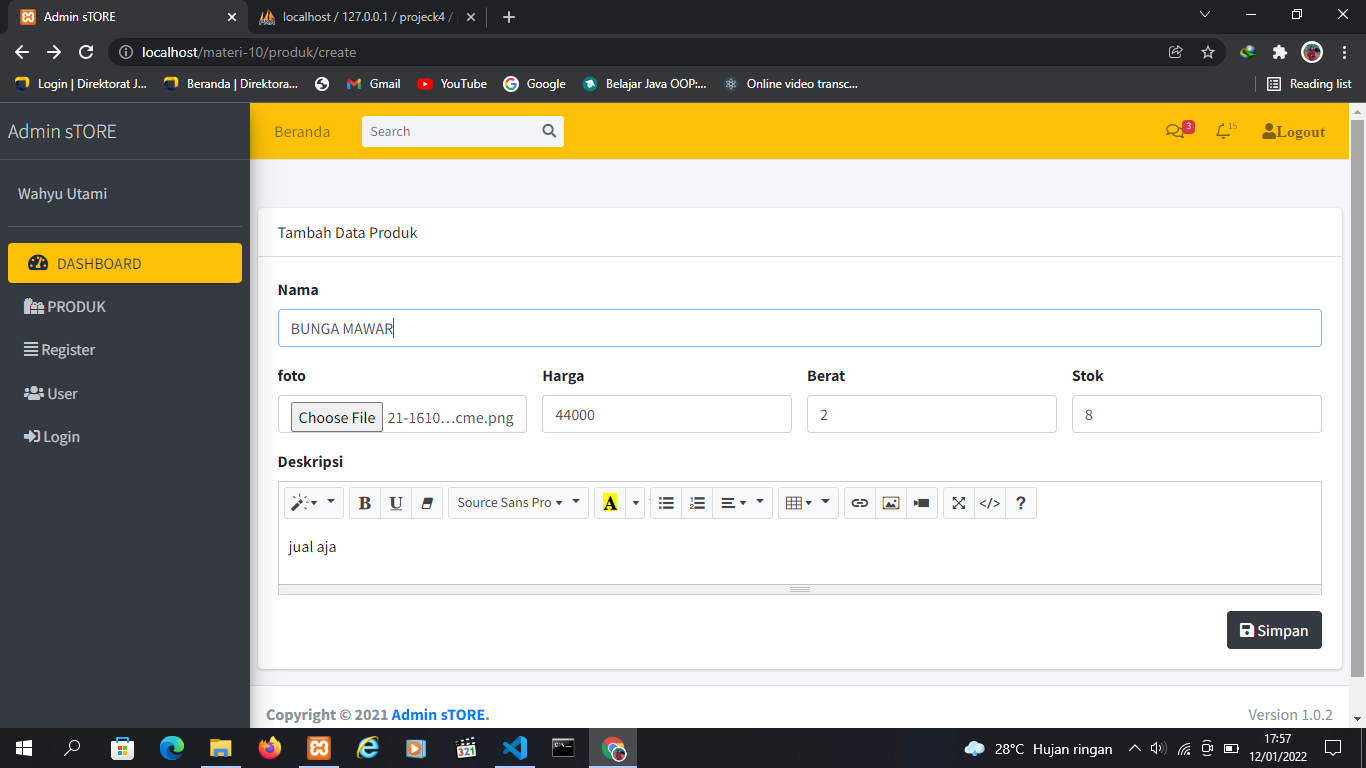 Admin sTORE
localhost / 127.0.0.1 / projeck4 /
localhost/materi-10/produk/create
Login | Direktorat J...
Beranda | Direktora...
Gmail
YouTube
Google
Belajar Java OOP:...
Online video transc...
Reading list
Admin sTORE
Beranda
Search
3
15
Logout
Wahyu Utami
DASHBOARD
PRODUK
Register
User
Login
Tambah Data Produk
Nama
BUNGA MAWAR
foto
Harga
Berat
Stok
Choose File 21-1610...cme.png
44000
2
8
Deskripsi
B U Source Sans Pro A </> ?
jual aja
Simpan
Copyright © 2021 Admin sTORE.
Version 1.0.2
321
28°C Hujan ringan
17:57
12/01/2022